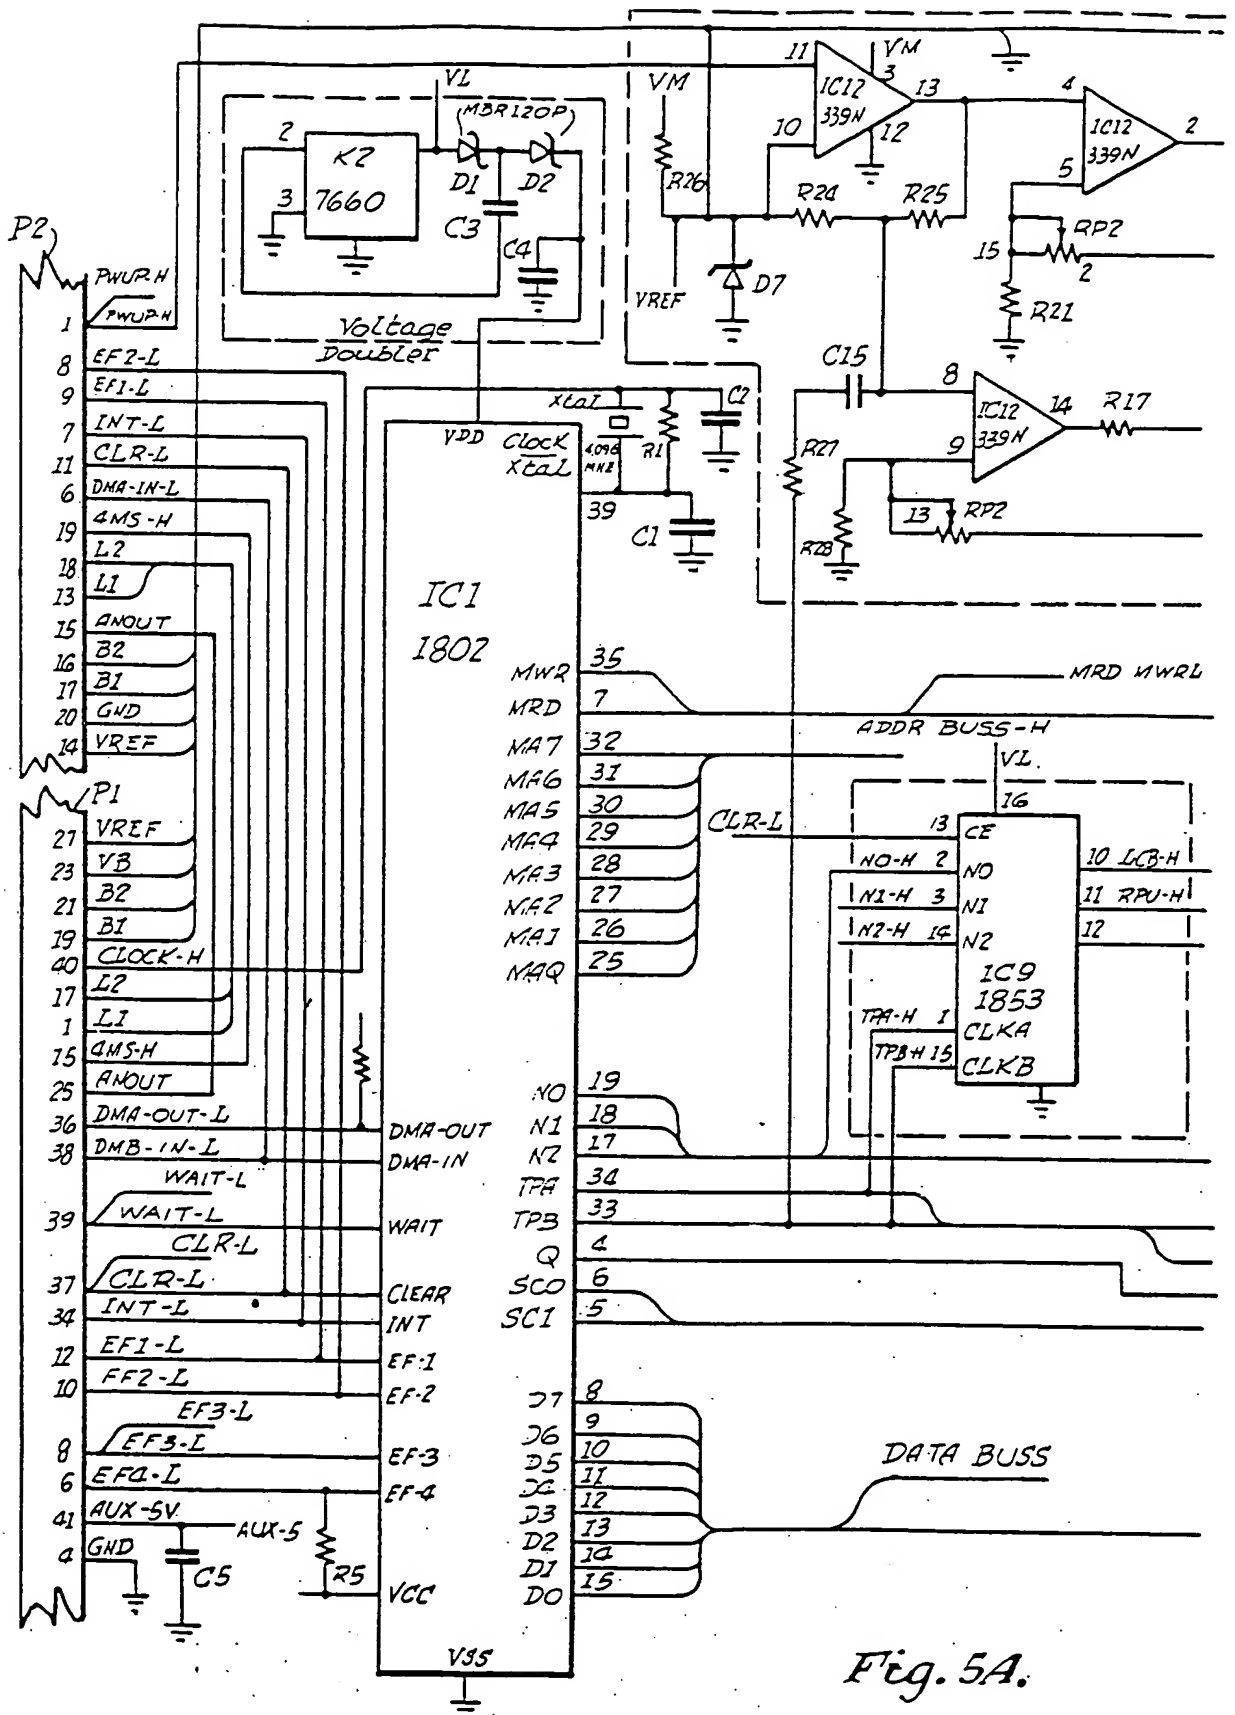 P2
PWUP-H
1 PWUP-H
8 EF2-L
9 EF1-L
7 INT-L
11 CLR-L
6 DMA-IN-L
19 4MS-H
18 L2
13 L1
15 ANOUT
16 B2
17 B1
20 GND
14 VREF
P1
27 VREF
23 VB
21 B2
19 B1
40 CLOCK-H
17 L2
1 L1
15 4MS-H
25 ANOUT
36 DMA-OUT-L
38 DMB-IN-L
WAIT-L
39 WAIT-L
CLR-L
37 CLR-L
34 INT-L
12 EF1-L
10 FF2-L
EF3-L
8 EF3-L
6 EF4-L
41 AUX-5V
AUX-5
4 GND
C5
R5
VL
MBR120P
2
K2
3
7660
D1
D2
C3
C4
Voltage
Doubler
VDD
CLOCK
Xtal
39
Xtal
4.096
MHZ
R1
C2
C1
IC1
1802
MWR 35
MRD 7
MA7 32
MA6 31
MA5 30
MA4 29
MA3 28
MA2 27
MA1 26
MAQ 25
N0 19
N1 18
N2 17
TPA 34
TPB 33
Q 4
SC0 6
SC1 5
D7 8
D6 9
D5 10
D4 11
D3 12
D2 13
D1 14
D0 15
DMA-OUT
DMA-IN
WAIT
CLEAR
INT
EF-1
EF-2
EF-3
EF-4
VCC
VSS
VM
R26
VREF
D7
11
10
IC12
339N
VM
3
12
13
R24
R25
4
5
IC12
339N
2
15
RP2
2
R21
C15
R27
8
9
IC12
339N
14
R17
13
RP2
R28
MRD MWRL
ADDR BUSS-H
VL
16
CLR-L
13 CE
N0-H 2 N0
N1-H 3 N1
N2-H 14 N2
10 LCB-H
11 RPU-H
12
IC9
1853
TPA-H 1 CLKA
TPB-H 15 CLKB
DATA BUSS
Fig. 5A.